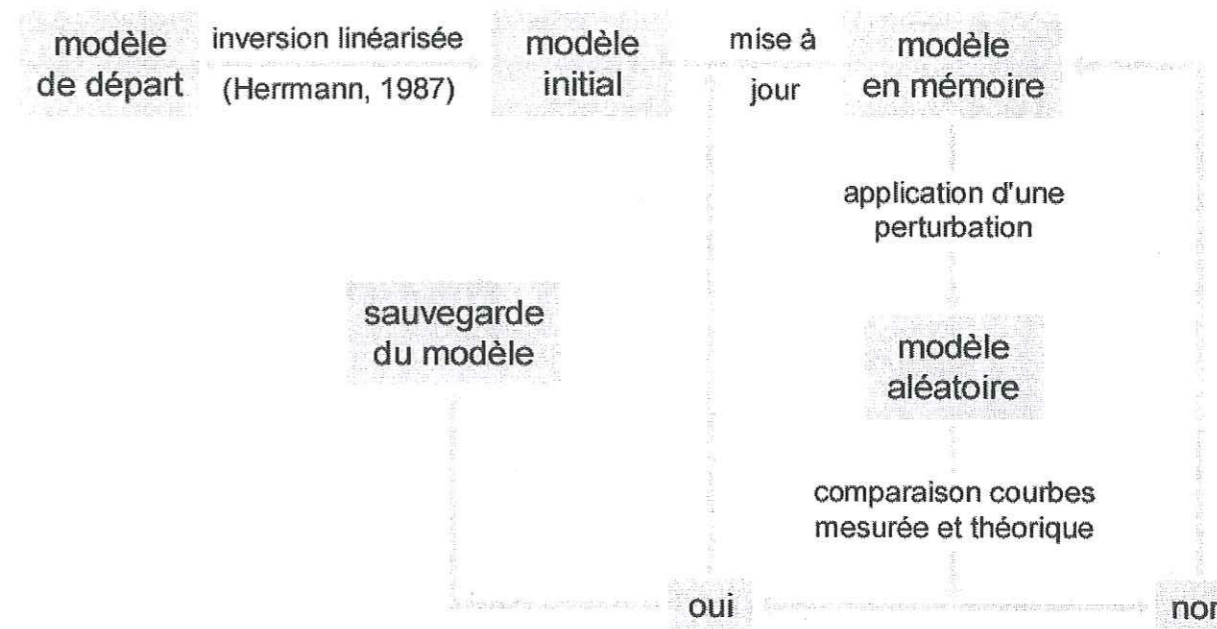 modèle
de départ
inversion linéarisée
(Herrmann, 1987)
modèle
initial
mise à
jour
modèle
en mémoire
application d'une
perturbation
sauvegarde
du modèle
modèle
aléatoire
comparaison courbes
mesurée et théorique
oui
nor